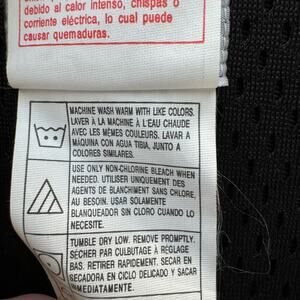 debido al calor intenso, chispas o
corriente eléctrica, lo cual puede
causar quemaduras.
MACHINE WASH WARM WITH LIKE COLORS.
LAVER À LA MACHINE À L'EAU CHAUDE
AVEC LES MÊMES COULEURS. LAVAR A
MÁQUINA CON AGUA TIBIA, JUNTO A
COLORES SIMILARES.
USE ONLY NON-CHLORINE BLEACH WHEN
NEEDED. UTILISER UNIQUEMENT DES
AGENTS DE BLANCHIMENT SANS CHLORE,
AU BESOIN. USAR SOLAMENTE
BLANQUEADOR SIN CLORO CUANDO LO
NECESITE.
TUMBLE DRY LOW. REMOVE PROMPTLY.
SÉCHER PAR CULBUTAGE À RÉGLAGE
BAS. RETIRER RAPIDEMENT. SECAR EN
SECADORA EN CICLO DELICADO Y SACAR
INMEDIATAMENTE.